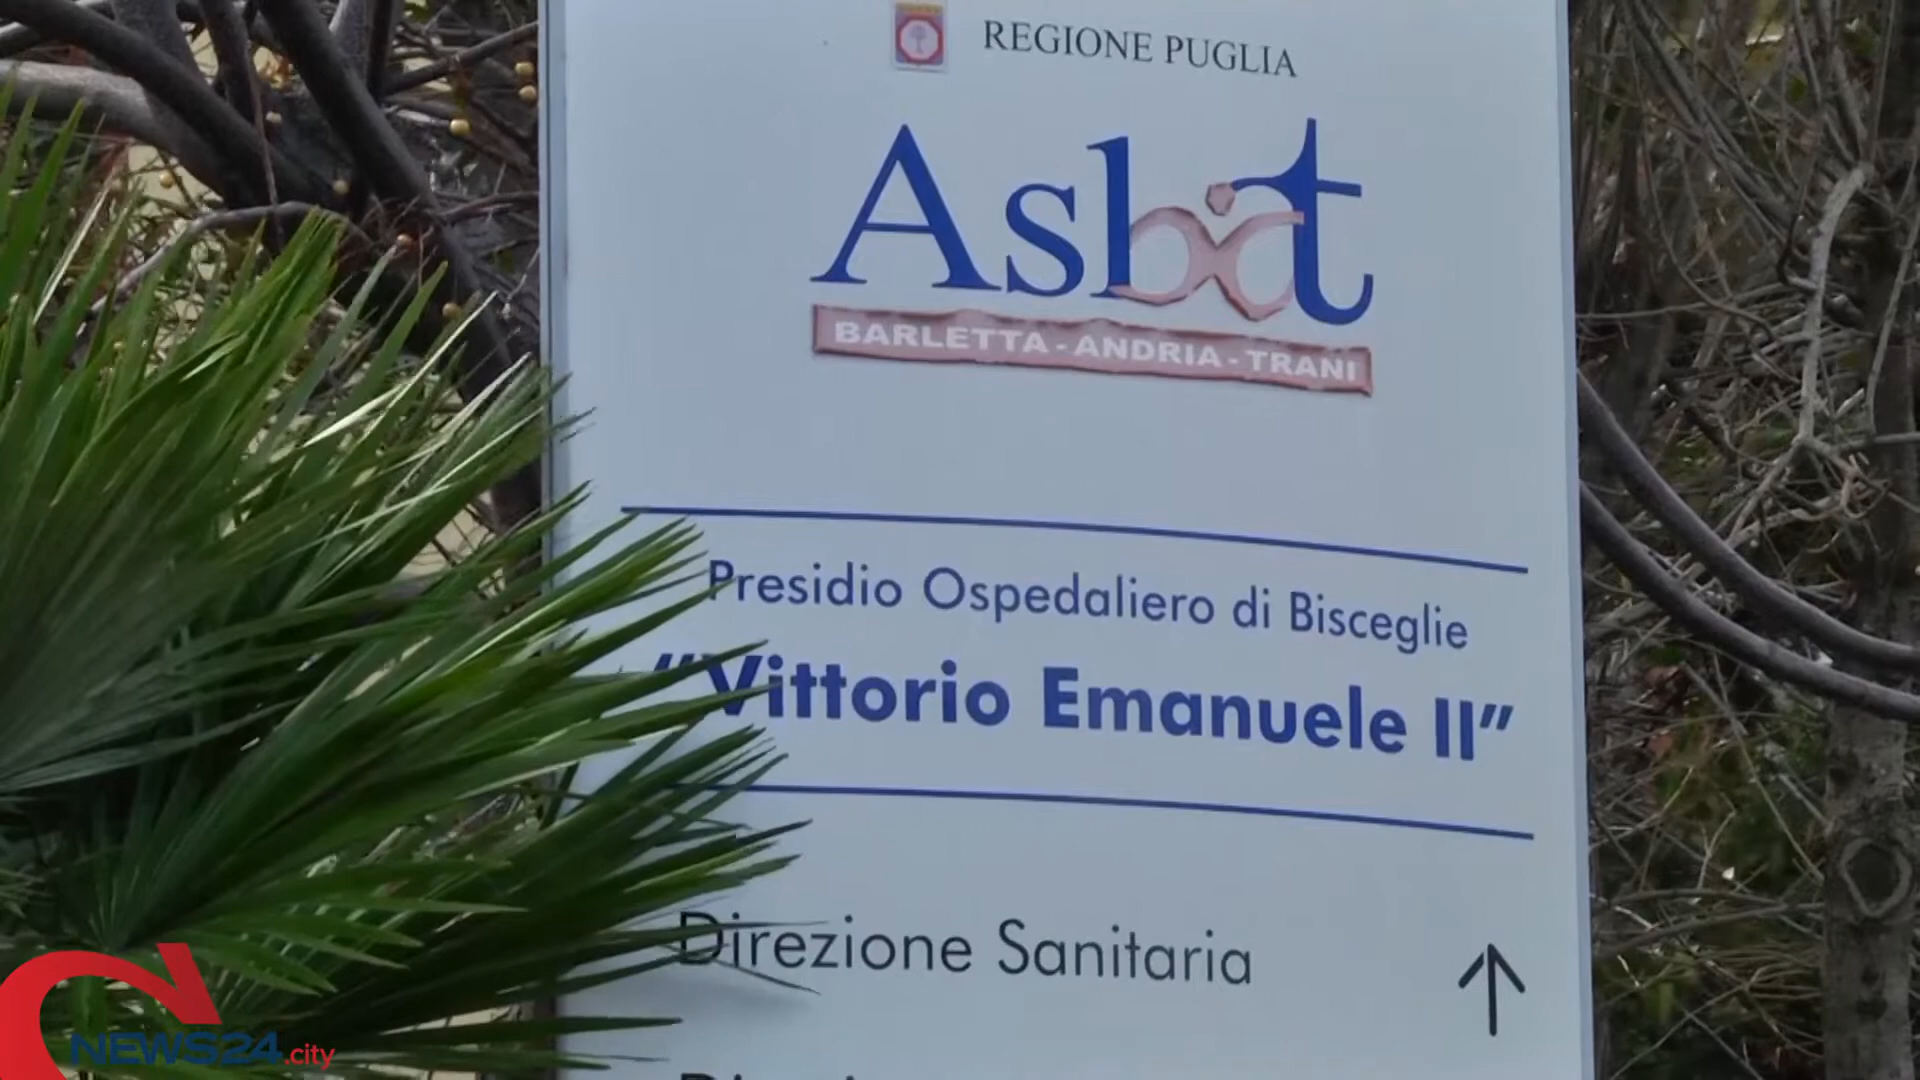 REGIONE PUGLIA
Asbat
BARLETTA - ANDRIA - TRANI
Presidio Ospedaliero di Bisceglie
“Vittorio Emanuele II”
Direzione Sanitaria
NEWS24.city